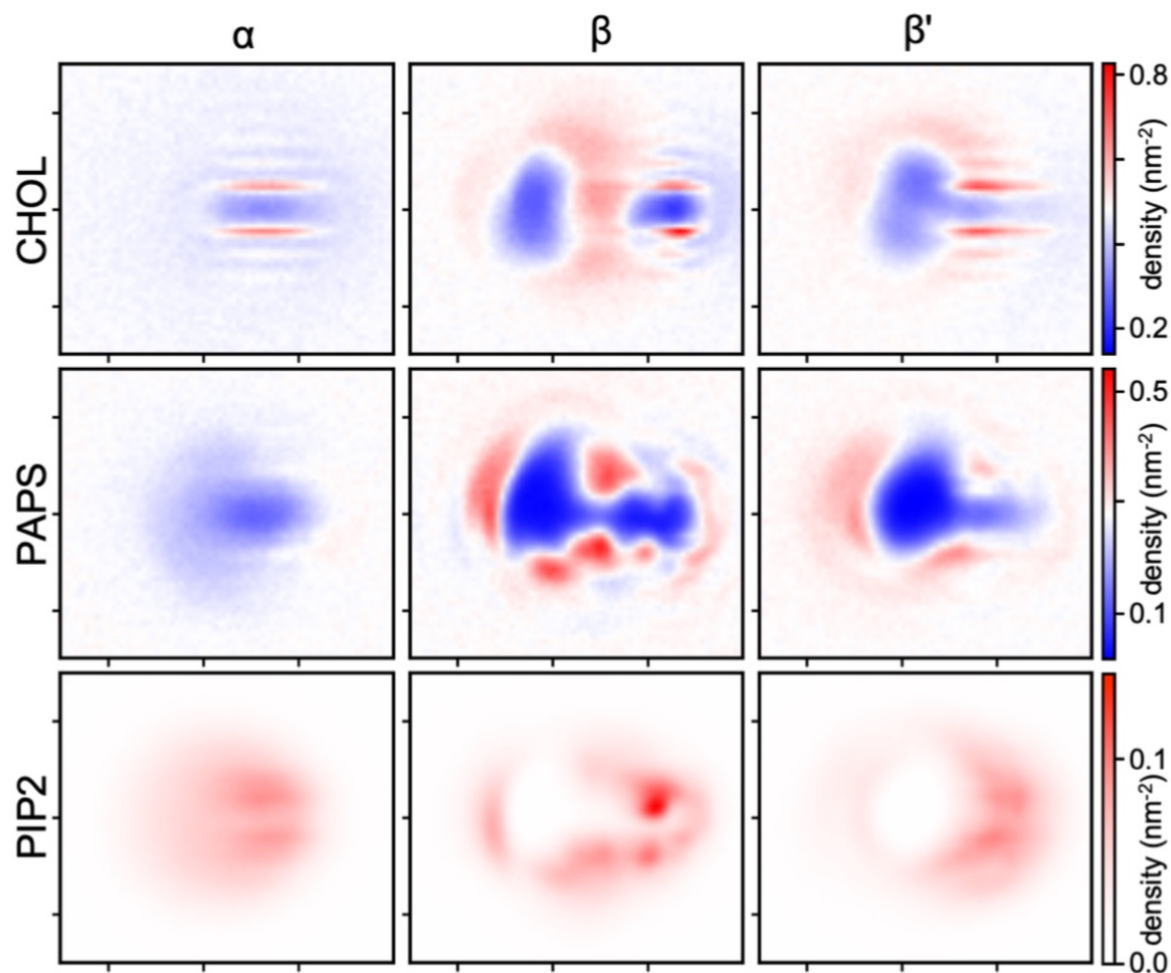 α β β'
CHOL
0.8
density (nm⁻²)
0.2
PAPS
0.5
density (nm⁻²)
0.1
PIP2
0.1
density (nm⁻²)
0.0